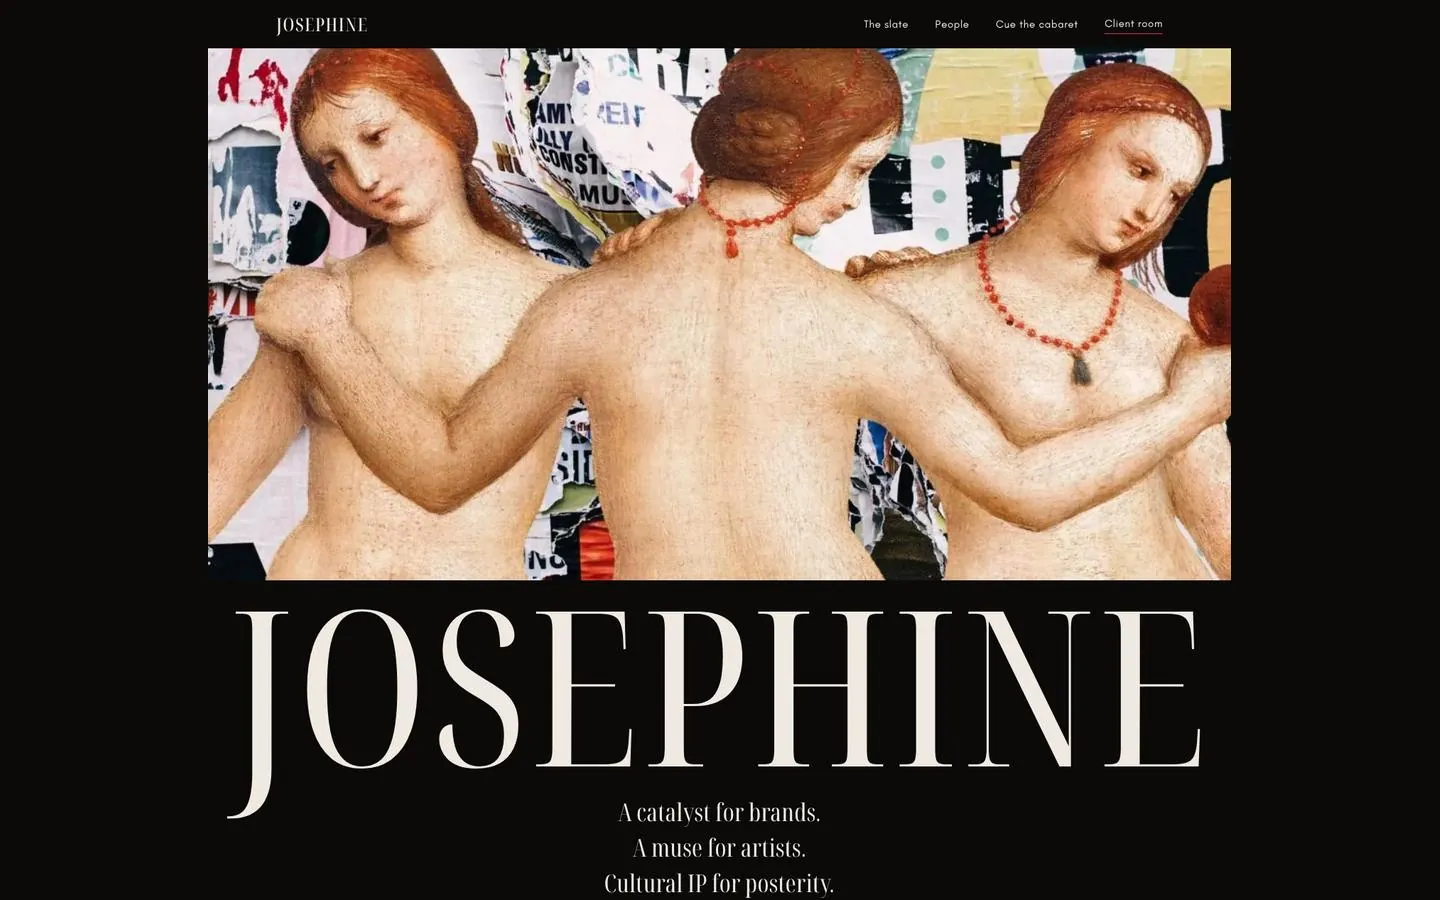 JOSEPHINE
The slate
People
Cue the cabaret
Client room
JOSEPHINE
A catalyst for brands.
A muse for artists.
Cultural IP for posterity.